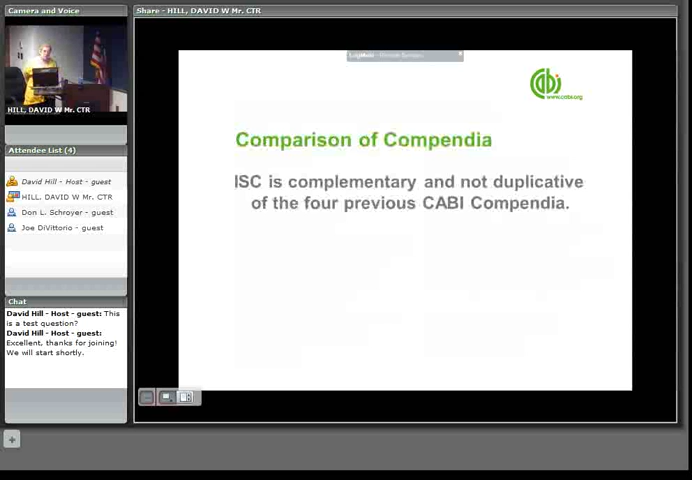 Camera and Voice
HILL, DAVID W Mr. CTR
Attendee List (4)
David Hill - Host - guest
HILL, DAVID W Mr. CTR
Don L. Schroyer - guest
Joe DiVittorio - guest
Chat
David Hill - Host - guest: This
is a test question?
David Hill - Host - guest:
Excellent, thanks for joining!
We will start shortly.
Share - HILL, DAVID W Mr. CTR
cabi
www.cabi.org
Comparison of Compendia
ISC is complementary and not duplicative
of the four previous CABI Compendia.